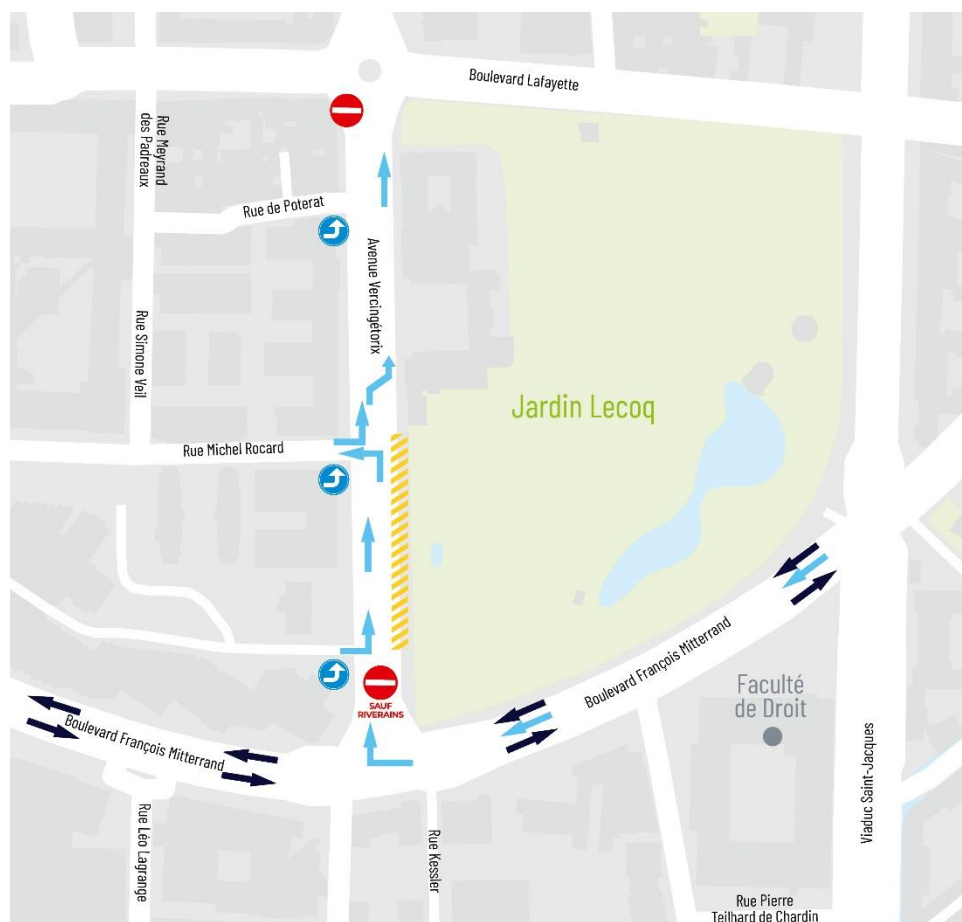 Boulevard Lafayette
Rue Meyrand
des Padreaux
Rue de Poterat
Avenue Vercingétorix
Rue Simone Veil
Jardin Lecoq
Rue Michel Rocard
Boulevard François Mitterrand
SAUF
RIVERAINS
Faculté
de Droit
Boulevard François Mitterrand
Viaduc Saint-Jacques
Rue Léo Lagrange
Rue Kessler
Rue Pierre
Teilhard de Chardin